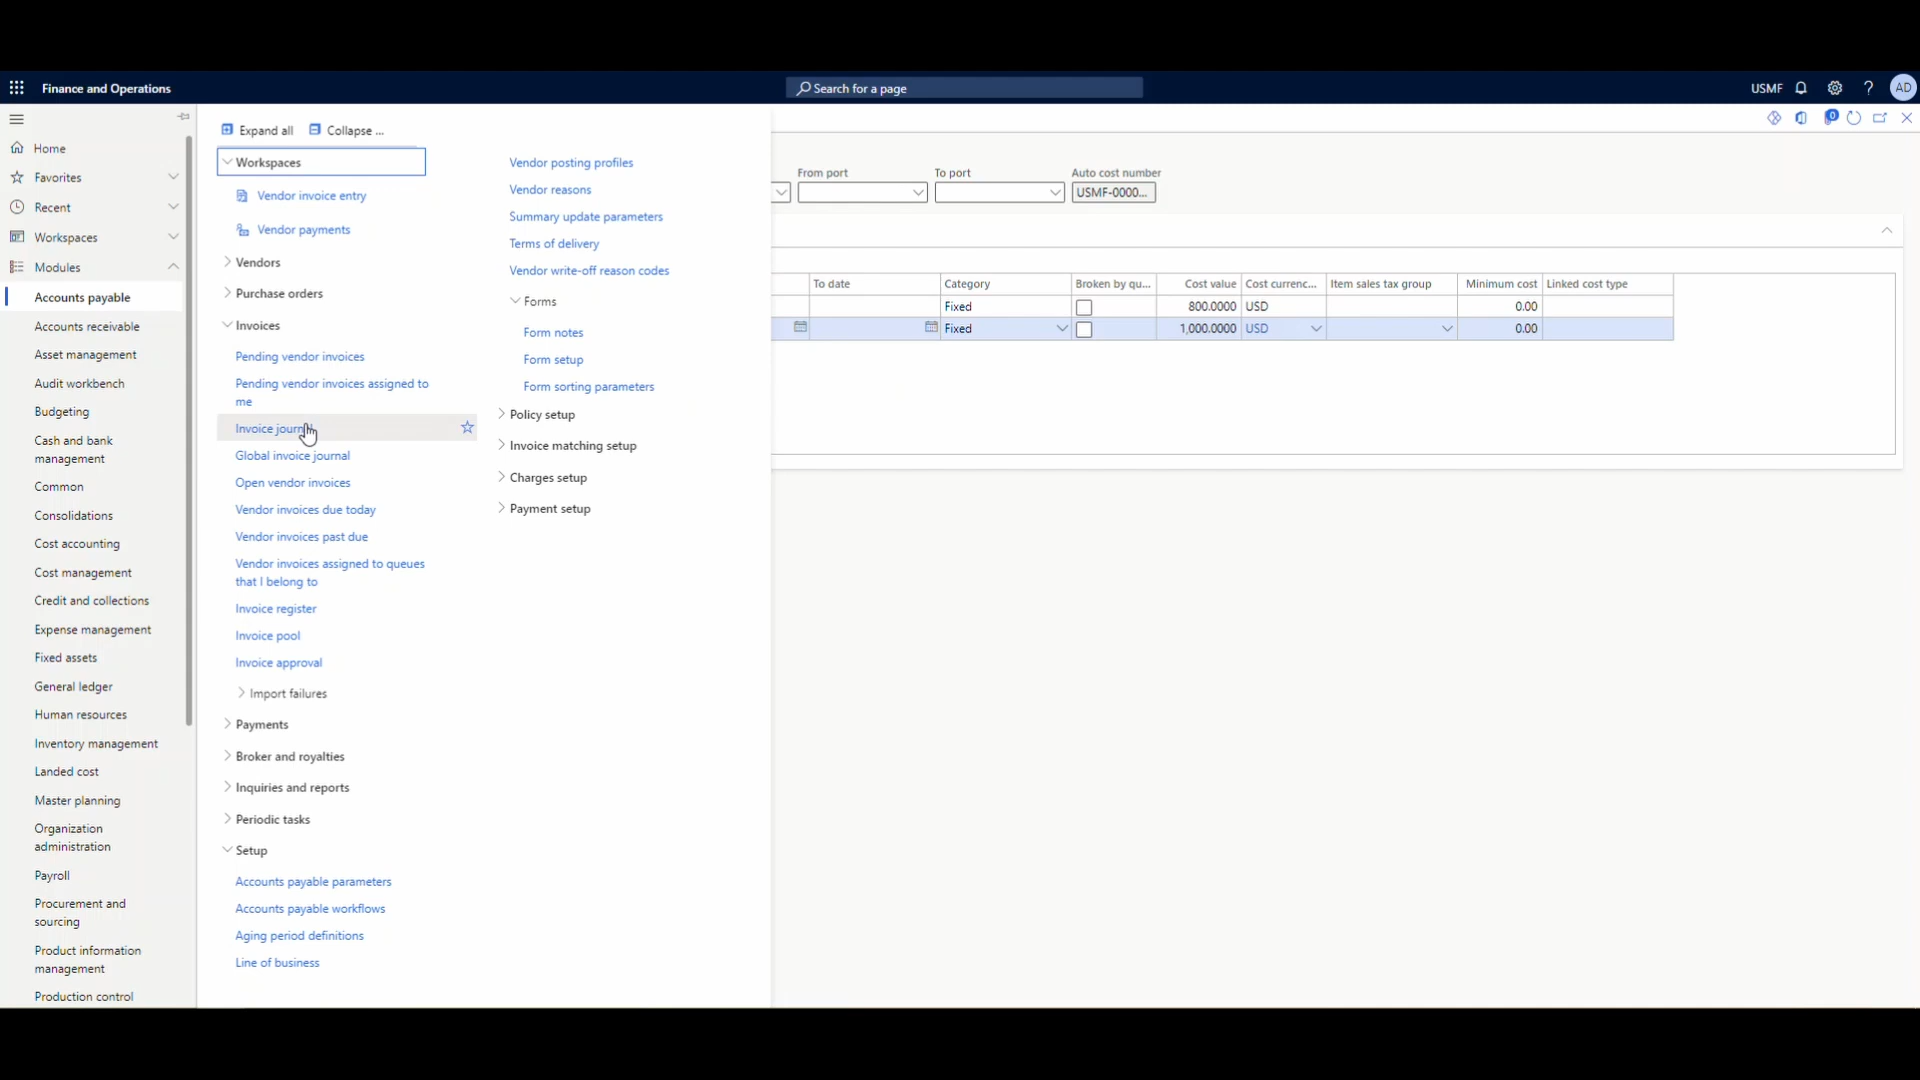 Finance and Operations
Search for a page
USMF
?
AD
0
Expand all
Collapse ...
Home
Favorites
Recent
Workspaces
Modules
Accounts payable
Accounts receivable
Asset management
Audit workbench
Budgeting
Cash and bank
management
Common
Consolidations
Cost accounting
Cost management
Credit and collections
Expense management
Fixed assets
General ledger
Human resources
Inventory management
Landed cost
Master planning
Organization
administration
Payroll
Procurement and
sourcing
Product information
management
Production control
Workspaces
Vendor invoice entry
Vendor payments
Vendors
Purchase orders
Invoices
Pending vendor invoices
Pending vendor invoices assigned to
me
Invoice journ
Global invoice journal
Open vendor invoices
Vendor invoices due today
Vendor invoices past due
Vendor invoices assigned to queues
that I belong to
Invoice register
Invoice pool
Invoice approval
Import failures
Payments
Broker and royalties
Inquiries and reports
Periodic tasks
Setup
Accounts payable parameters
Accounts payable workflows
Aging period definitions
Line of business
Vendor posting profiles
Vendor reasons
Summary update parameters
Terms of delivery
Vendor write-off reason codes
Forms
Form notes
Form setup
Form sorting parameters
Policy setup
Invoice matching setup
Charges setup
Payment setup
From port To port Auto cost number
USMF-0000...
To date Category Broken by qu... Cost value Cost currenc... Item sales tax group Minimum cost Linked cost type
Fixed 800.0000 USD 0.00
Fixed 1,000.0000 USD 0.00